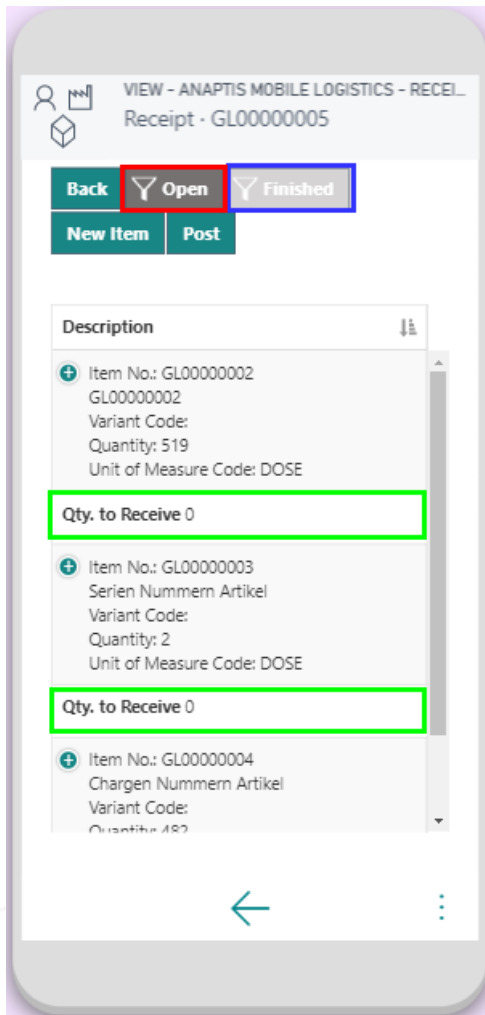 VIEW - ANAPTIS MOBILE LOGISTICS - RECEI...
Receipt · GL00000005
Back Open Finished
New Item Post
Description
Item No.: GL00000002
GL00000002
Variant Code:
Quantity: 519
Unit of Measure Code: DOSE
Qty. to Receive 0
Item No.: GL00000003
Serien Nummern Artikel
Variant Code:
Quantity: 2
Unit of Measure Code: DOSE
Qty. to Receive 0
Item No.: GL00000004
Chargen Nummern Artikel
Variant Code:
Quantity: 482